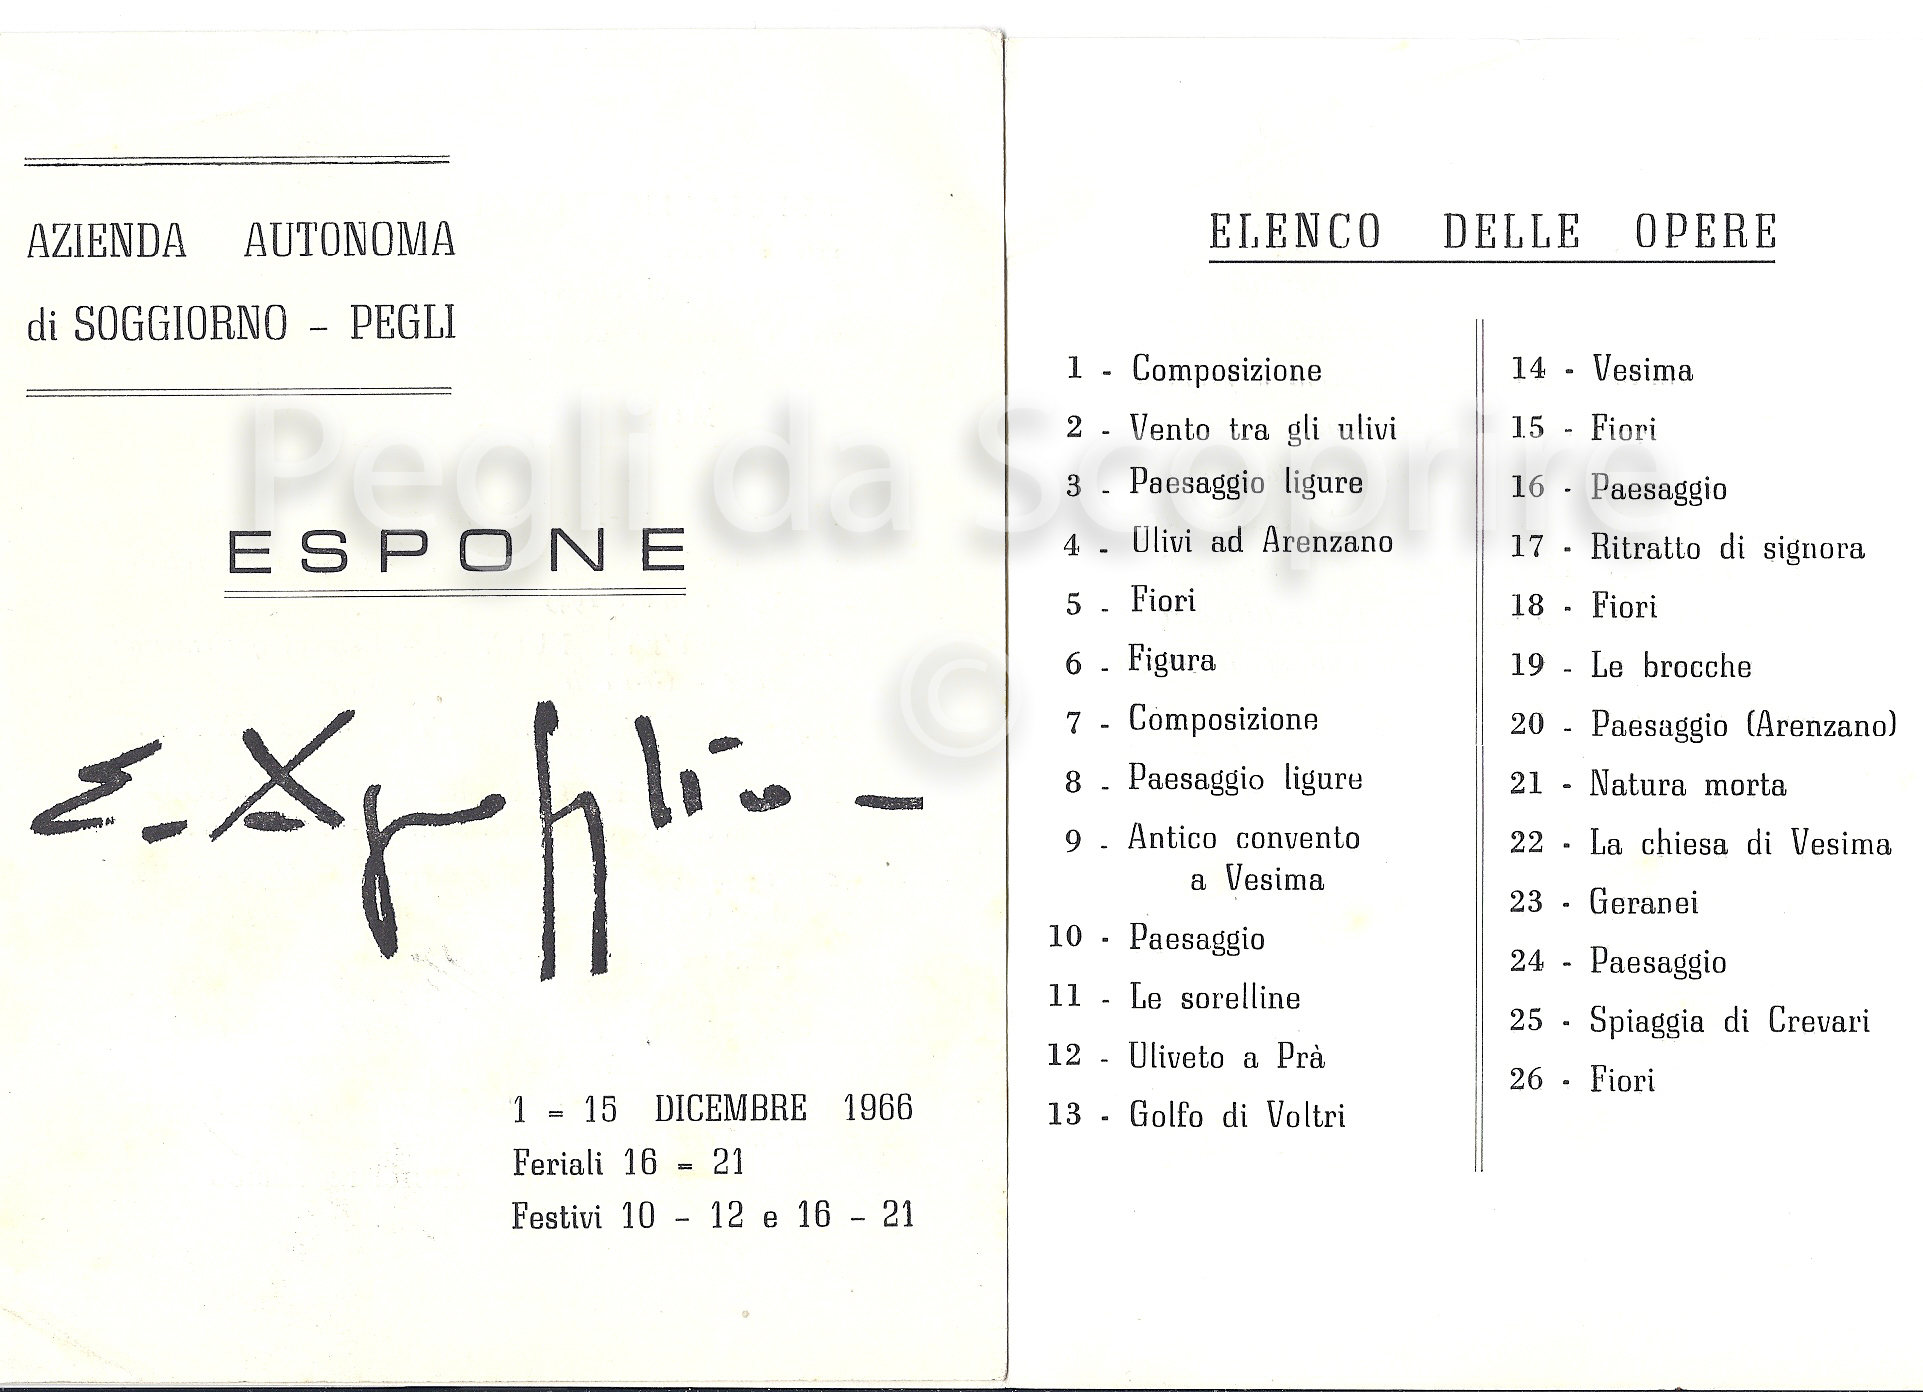 AZIENDA AUTONOMA
di SOGGIORNO – PEGLI
ESPONE
E.
1 = 15 DICEMBRE 1966
Feriali 16 = 21
Festivi 10 – 12 e 16 – 21
ELENCO DELLE OPERE
1 - Composizione
2 - Vento tra gli ulivi
3 - Paesaggio ligure
4 - Ulivi ad Arenzano
5 - Fiori
6 - Figura
7 - Composizione
8 - Paesaggio ligure
9 - Antico convento
a Vesima
10 - Paesaggio
11 - Le sorelline
12 - Uliveto a Prà
13 - Golfo di Voltri
14 - Vesima
15 - Fiori
16 - Paesaggio
17 - Ritratto di signora
18 - Fiori
19 - Le brocche
20 - Paesaggio (Arenzano)
21 - Natura morta
22 - La chiesa di Vesima
23 - Geranei
24 - Paesaggio
25 - Spiaggia di Crevari
26 - Fiori
Pegli da Scoprire
©